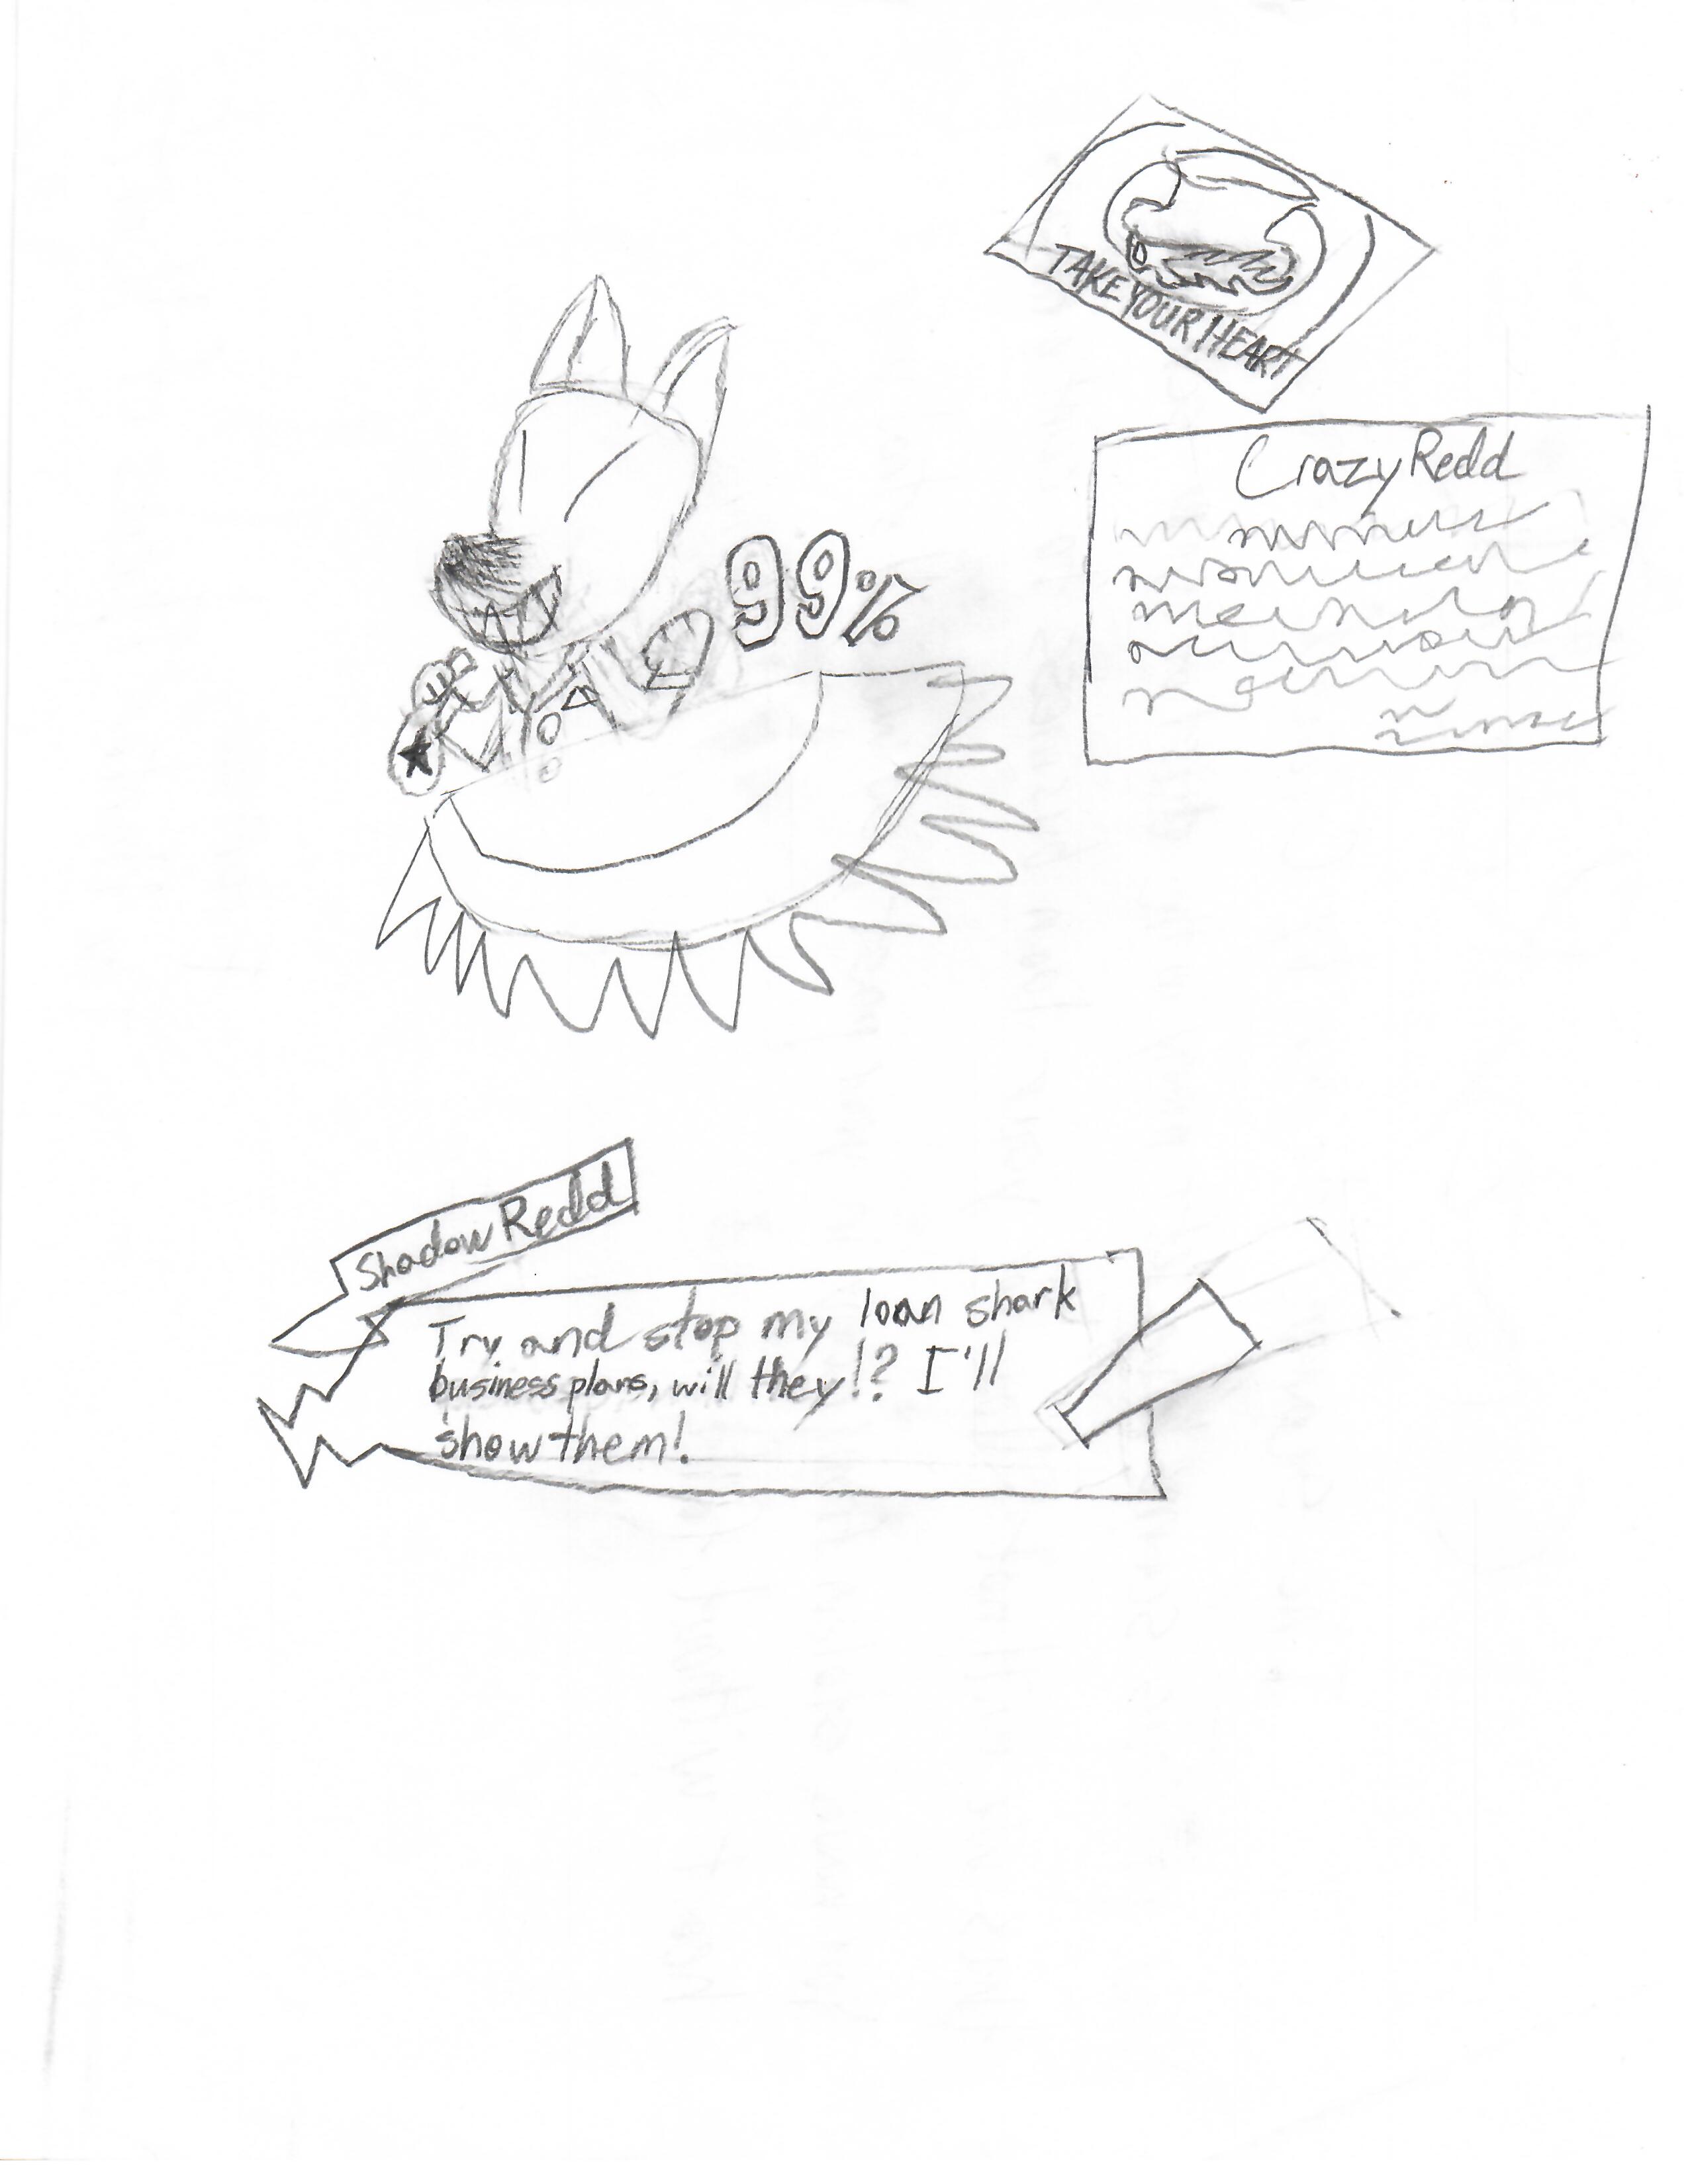 TAKE YOUR HEART
Crazy Redd
99%
Shadow Redd
Try and stop my loan shark
business plans, will they!? I'll
show them!